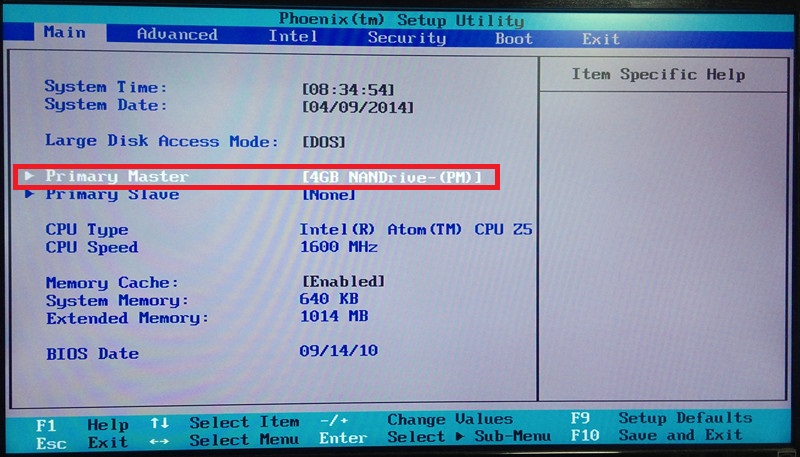 Phoenix(tm) Setup Utility
Main Advanced Intel Security Boot Exit
Item Specific Help
System Time: [08:34:54]
System Date: [04/09/2014]
Large Disk Access Mode: [DOS]
Primary Master [4GB NANDrive-(PM)]
Primary Slave [None]
CPU Type Intel(R) Atom(TM) CPU Z5
CPU Speed 1600 MHz
Memory Cache: [Enabled]
System Memory: 640 KB
Extended Memory: 1014 MB
BIOS Date 09/14/10
F1 Help ↑↓ Select Item -/+ Change Values F9 Setup Defaults
Esc Exit ↔ Select Menu Enter Select ▶ Sub-Menu F10 Save and Exit